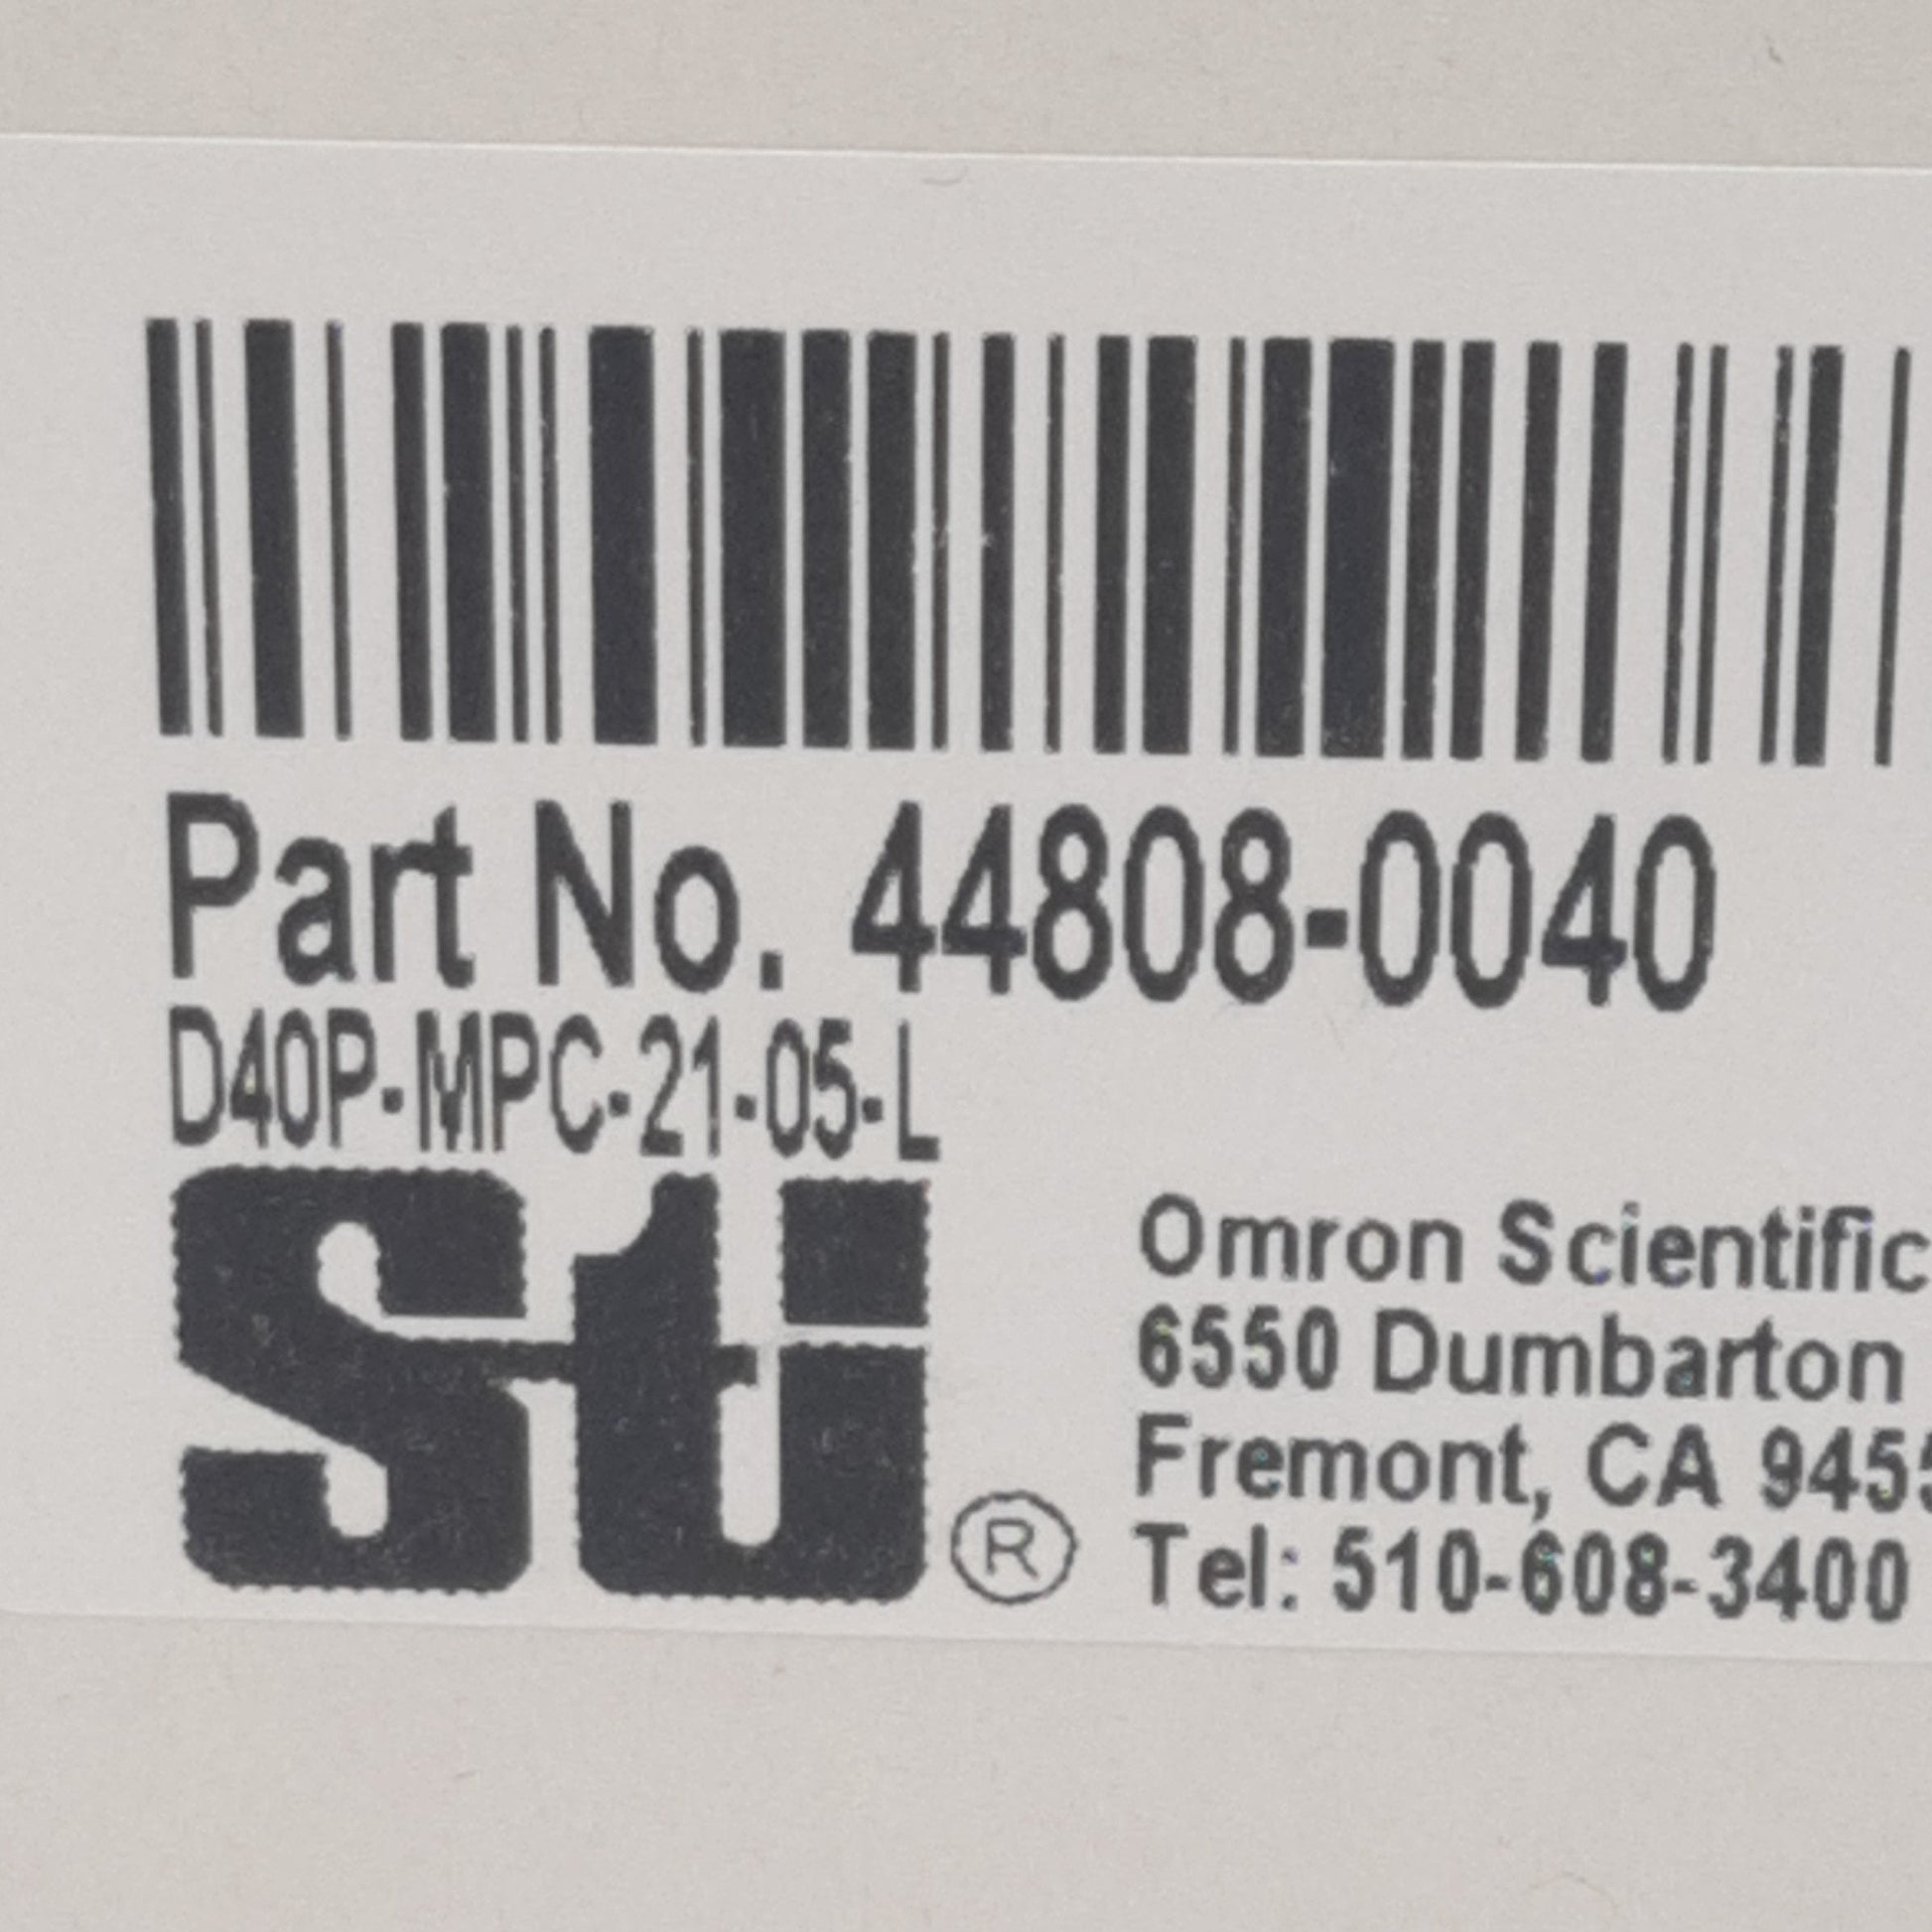 Part No. 44808-0040
D40P-MPC-21-05-L
sti ®
Omron Scientific
6550 Dumbarton
Fremont, CA 945
Tel: 510-608-3400